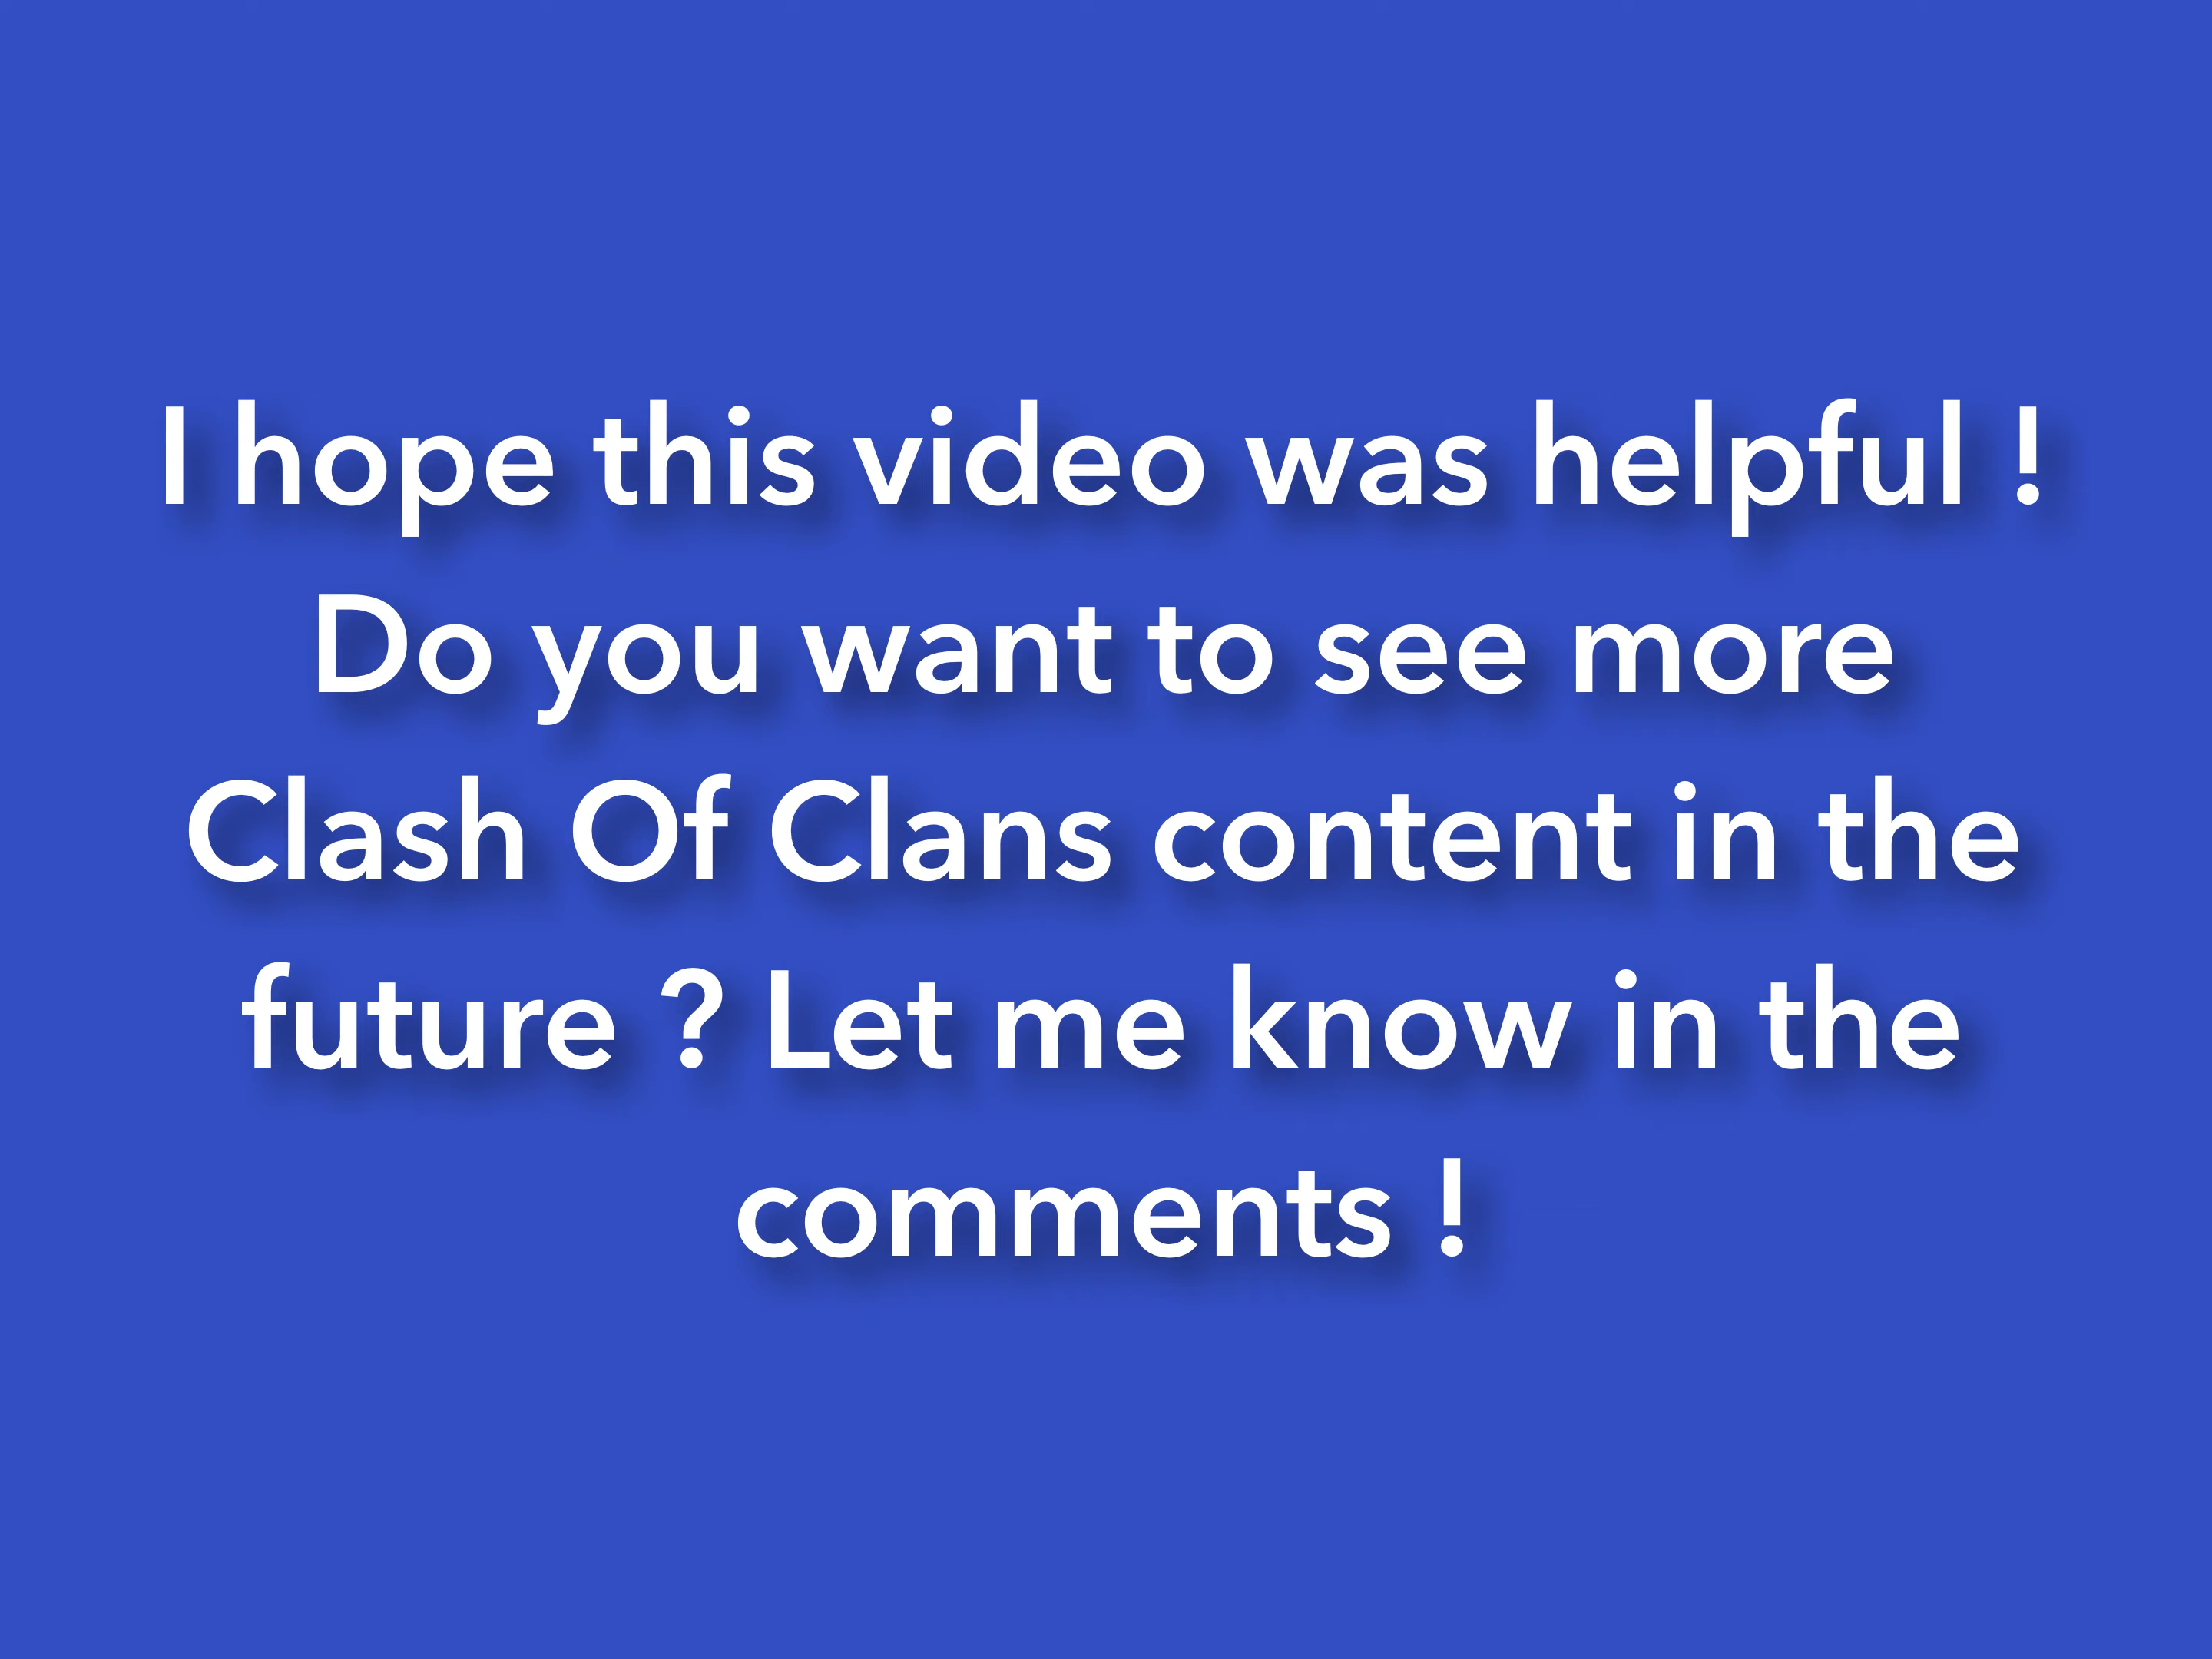 I hope this video was helpful !
Do you want to see more
Clash Of Clans content in the
future ? Let me know in the
comments !